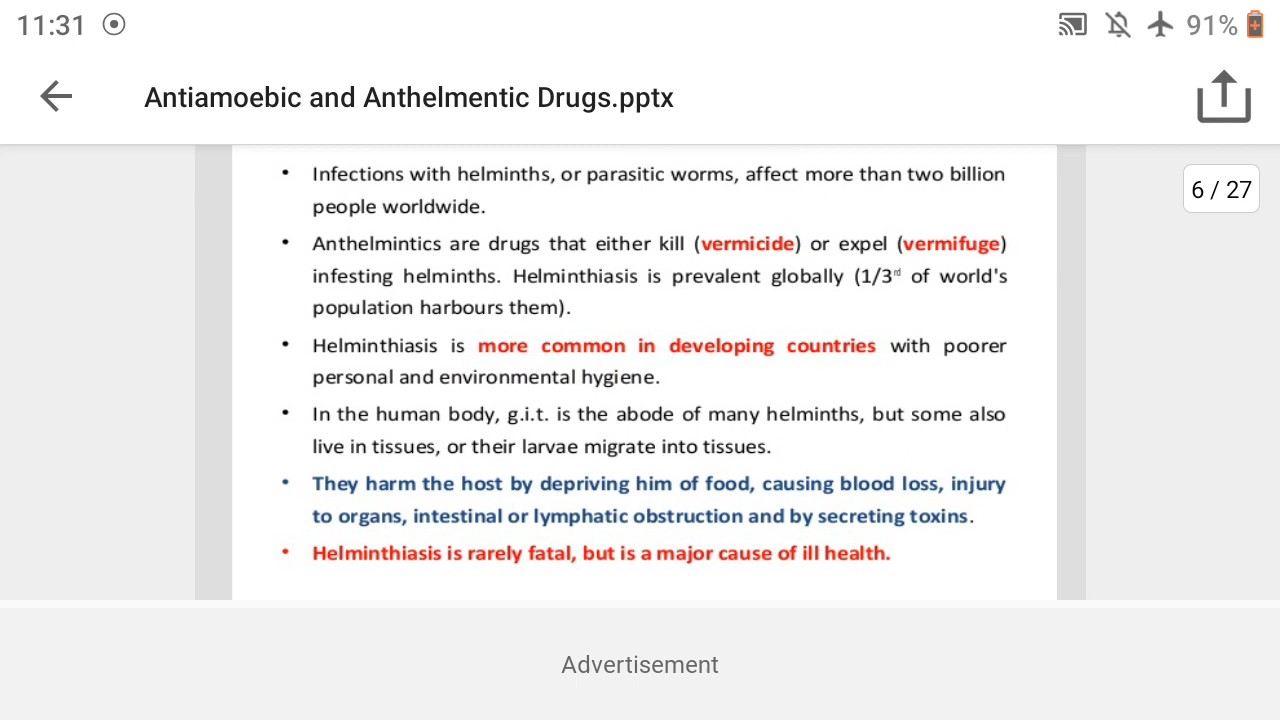 11:31
91%
Antiamoebic and Anthelmentic Drugs.pptx
6 / 27
• Infections with helminths, or parasitic worms, affect more than two billion
people worldwide.
• Anthelmintics are drugs that either kill (vermicide) or expel (vermifuge)
infesting helminths. Helminthiasis is prevalent globally (1/3rd of world's
population harbours them).
• Helminthiasis is more common in developing countries with poorer
personal and environmental hygiene.
• In the human body, g.i.t. is the abode of many helminths, but some also
live in tissues, or their larvae migrate into tissues.
• They harm the host by depriving him of food, causing blood loss, injury
to organs, intestinal or lymphatic obstruction and by secreting toxins.
• Helminthiasis is rarely fatal, but is a major cause of ill health.
Advertisement